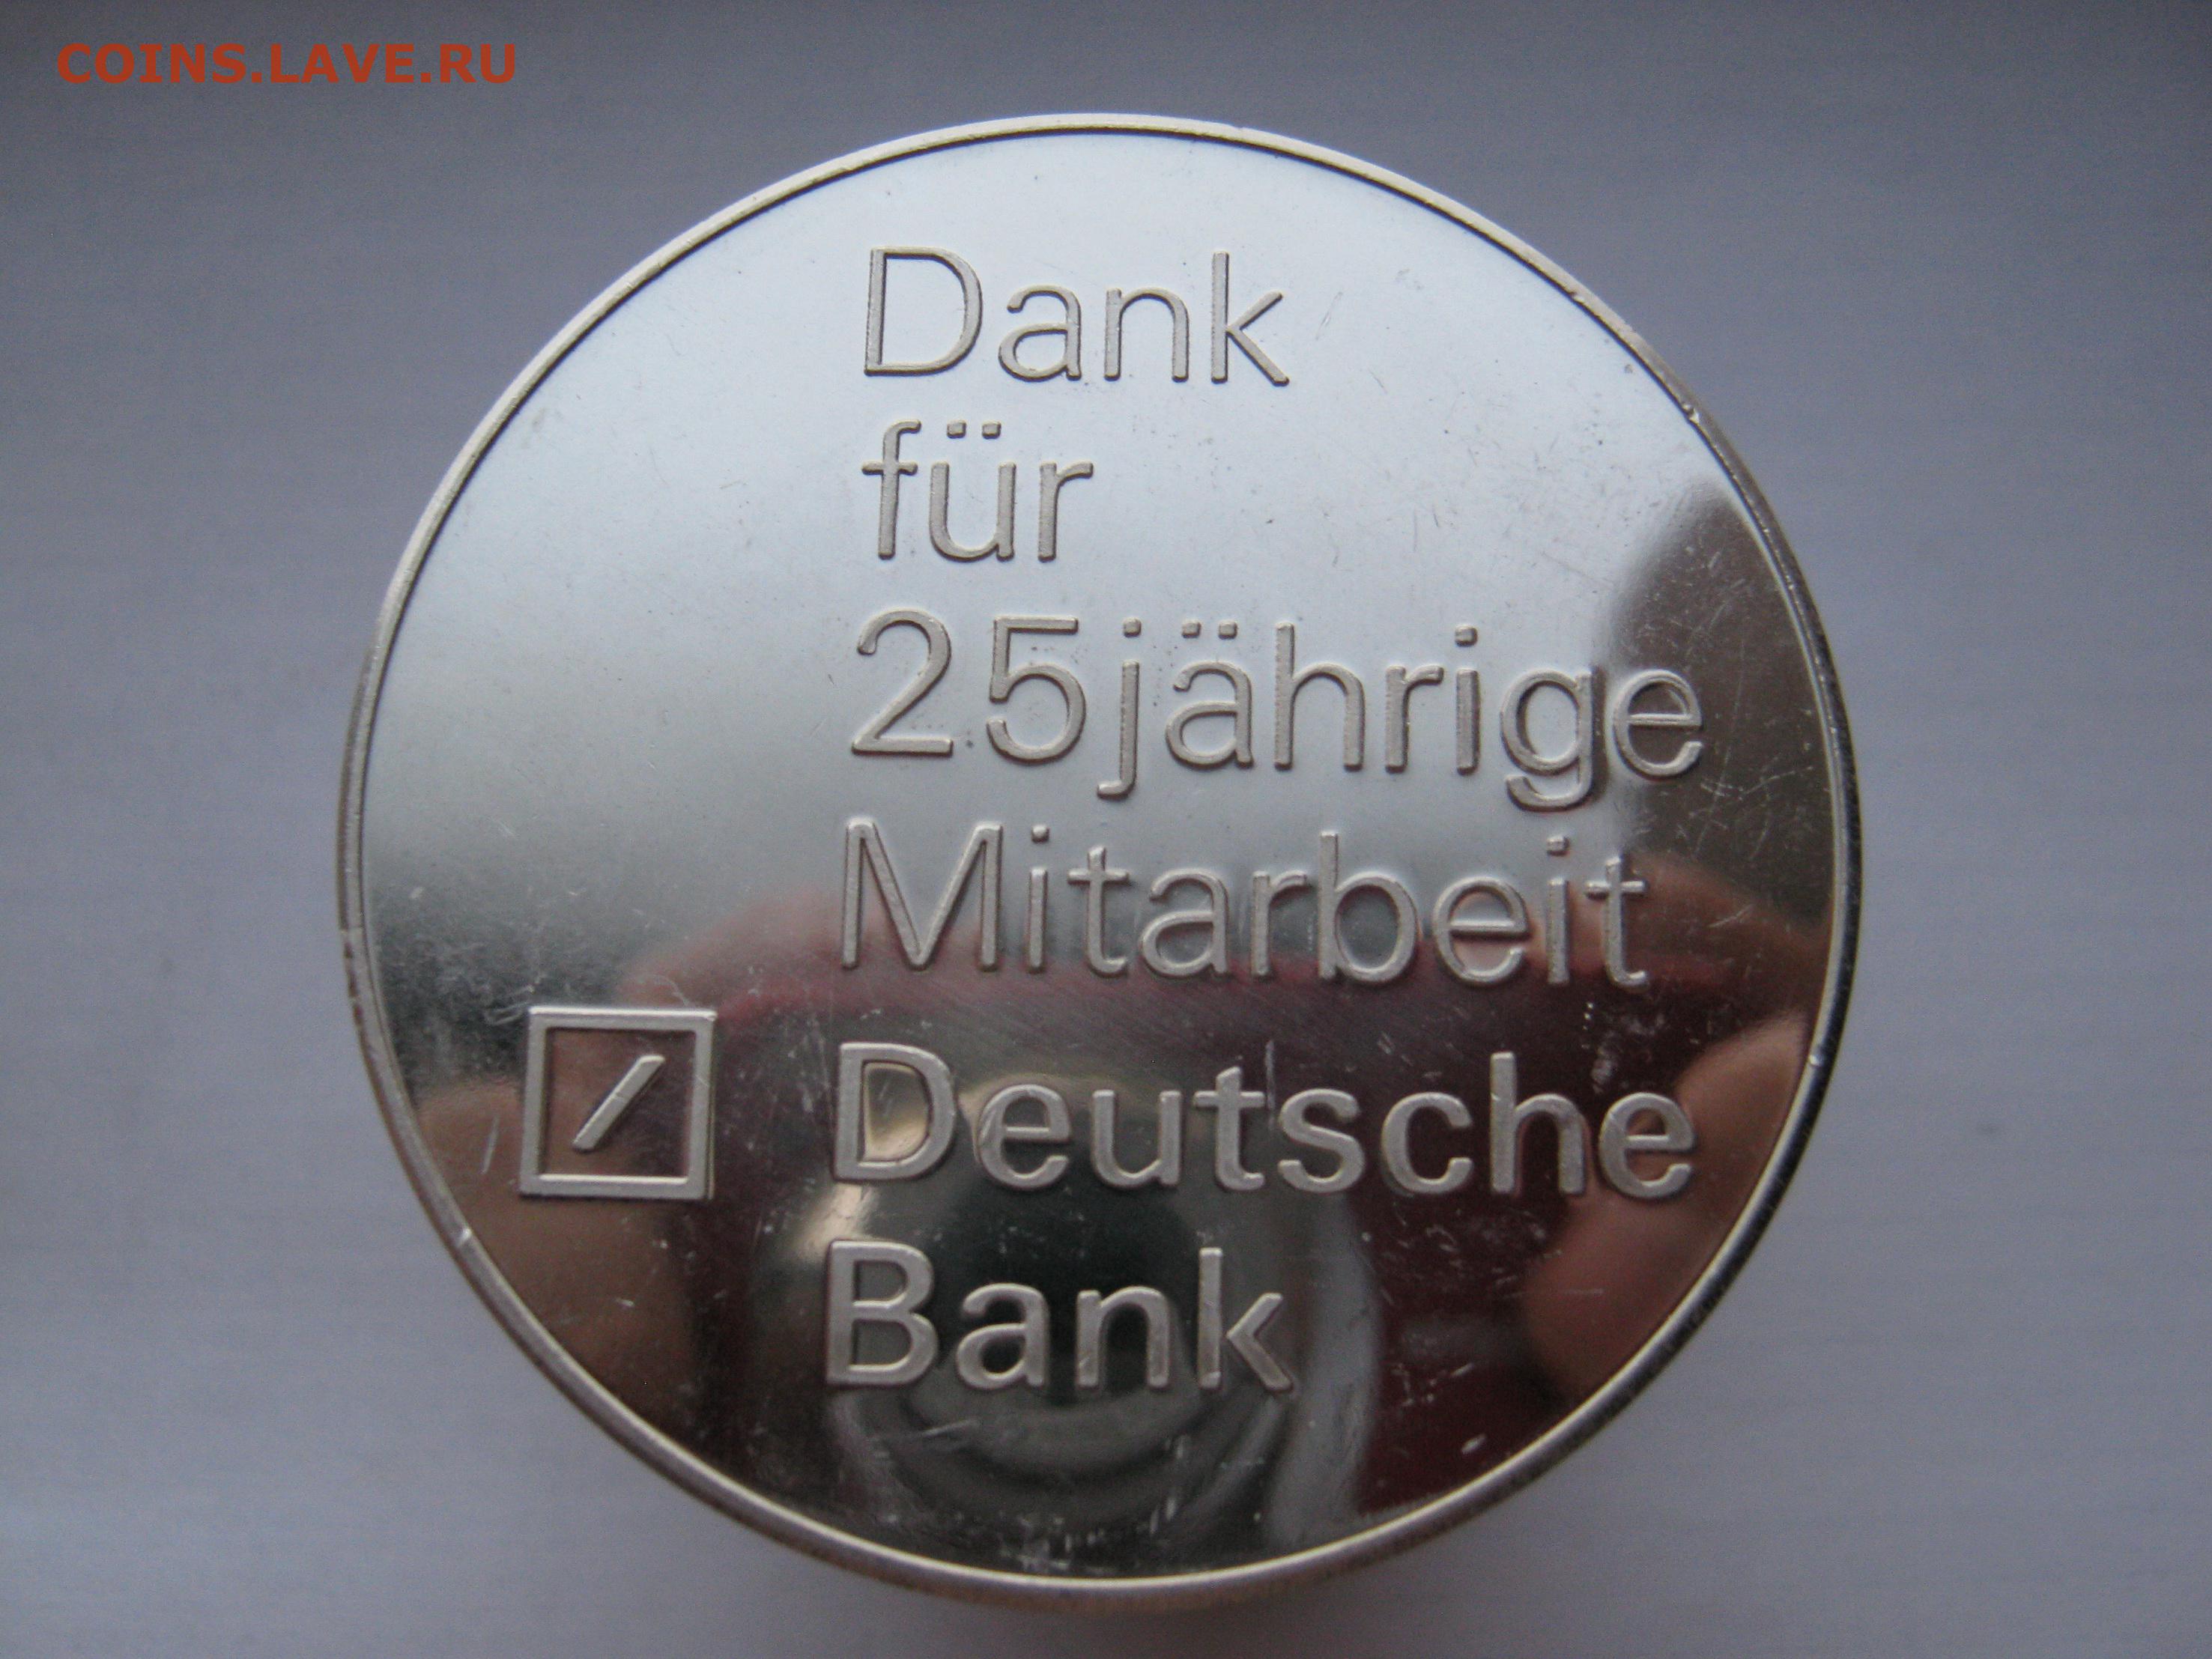 COINS.LAVE.RU
Dank
für
25jährige
Mitarbeit
Deutsche
Bank